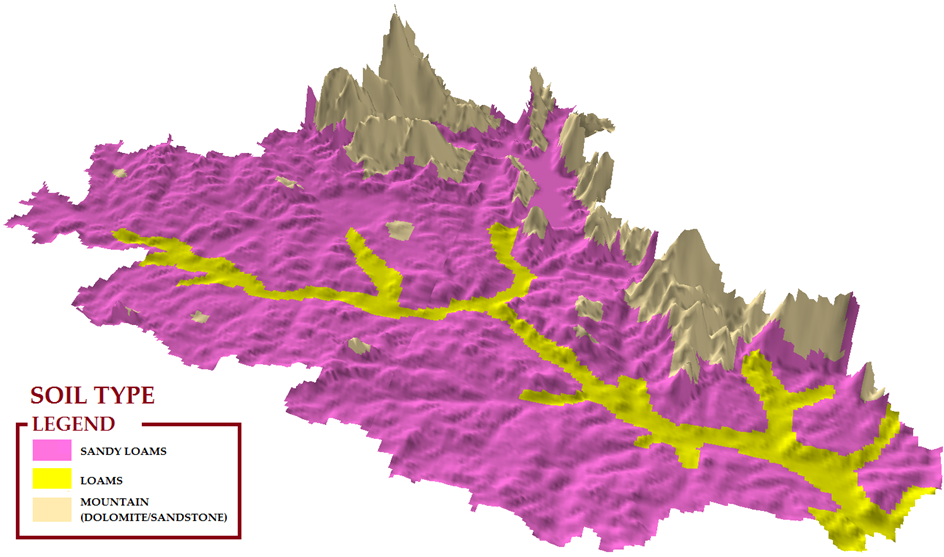 SOIL TYPE
LEGEND
SANDY LOAMS
LOAMS
MOUNTAIN
(DOLOMITE/SANDSTONE)